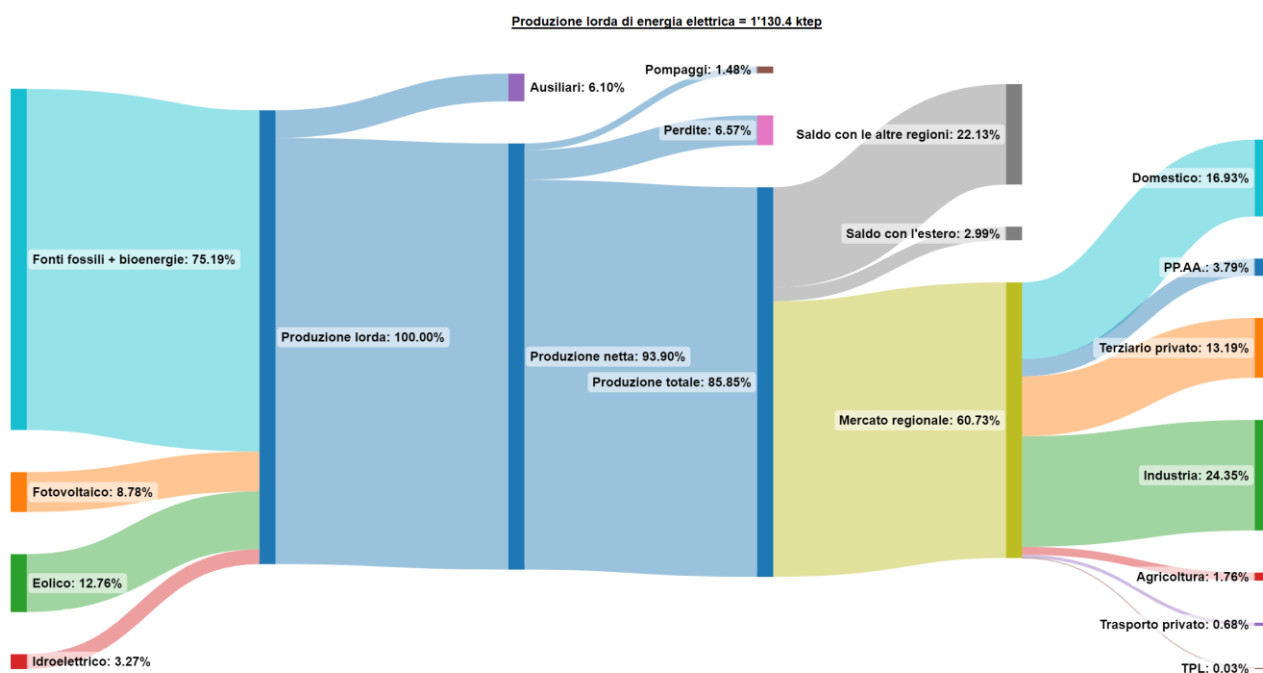 Produzione lorda di energia elettrica = 1'130.4 ktep
Pompaggi: 1.48%
Ausiliari: 6.10%
Perdite: 6.57%
Saldo con le altre regioni: 22.13%
Domestico: 16.93%
Saldo con l'estero: 2.99%
Fonti fossili + bioenergie: 75.19%
PP.AA.: 3.79%
Produzione lorda: 100.00%
Terziario privato: 13.19%
Produzione netta: 93.90%
Produzione totale: 85.85%
Mercato regionale: 60.73%
Industria: 24.35%
Fotovoltaico: 8.78%
Agricoltura: 1.76%
Eolico: 12.76%
Trasporto privato: 0.68%
Idroelettrico: 3.27%
TPL: 0.03%